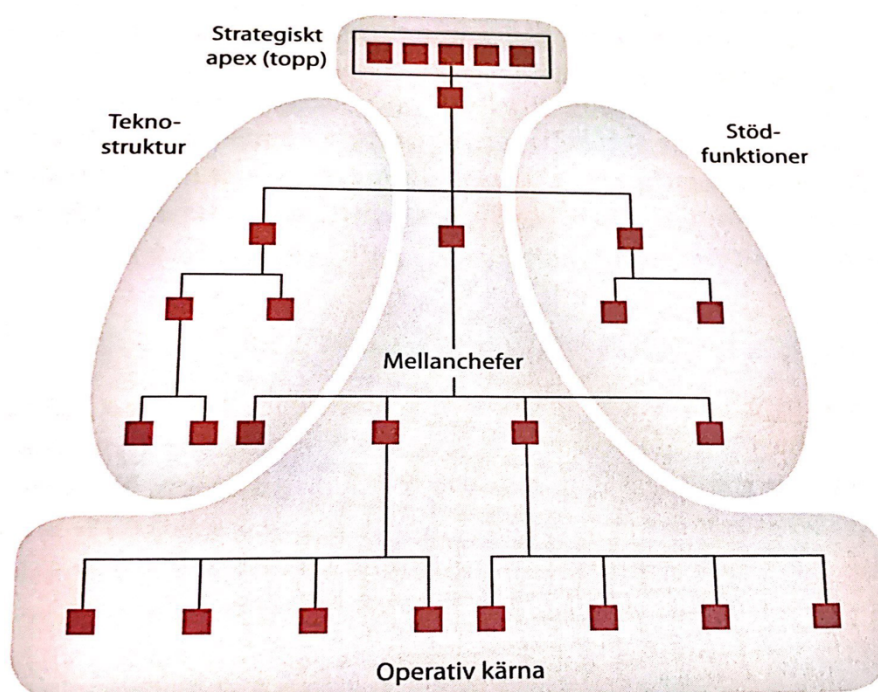 Strategiskt
apex (topp)
Tekno-
struktur
Stöd-
funktioner
Mellanchefer
Operativ kärna